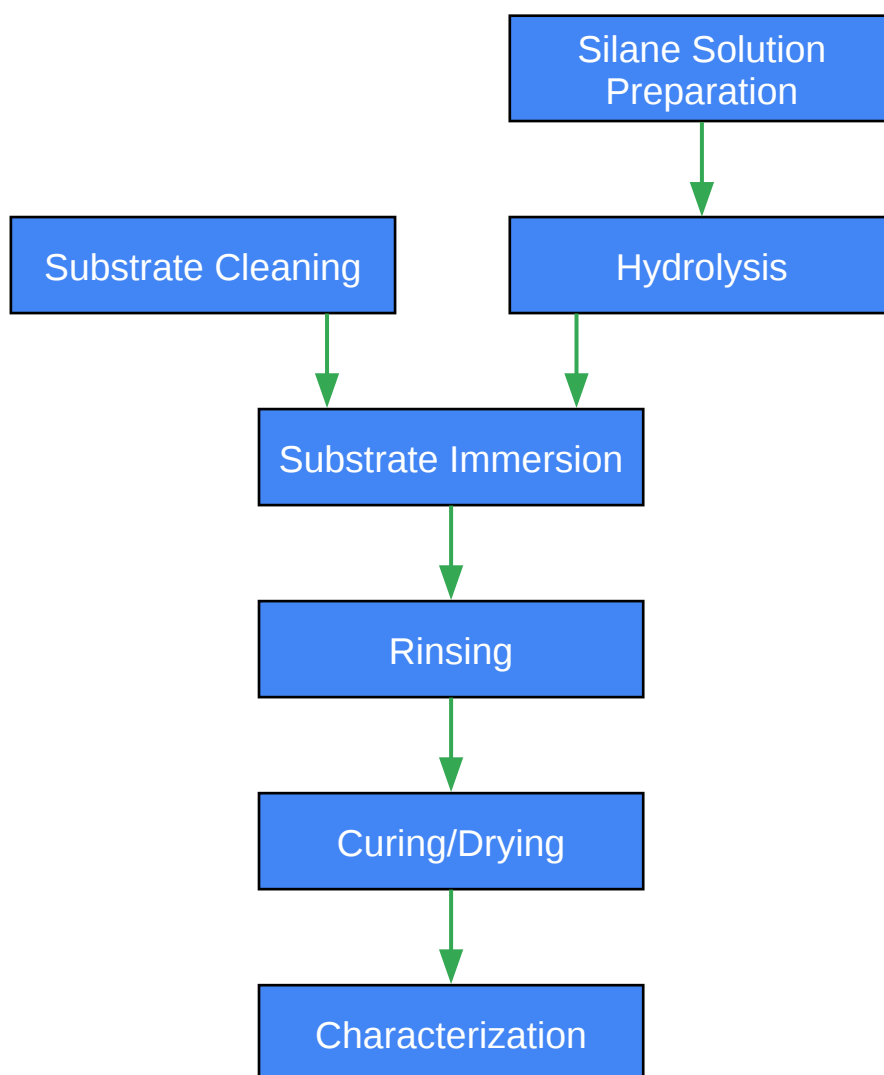 Silane Solution
Preparation
Substrate Cleaning
Hydrolysis
Substrate Immersion
Rinsing
Curing/Drying
Characterization